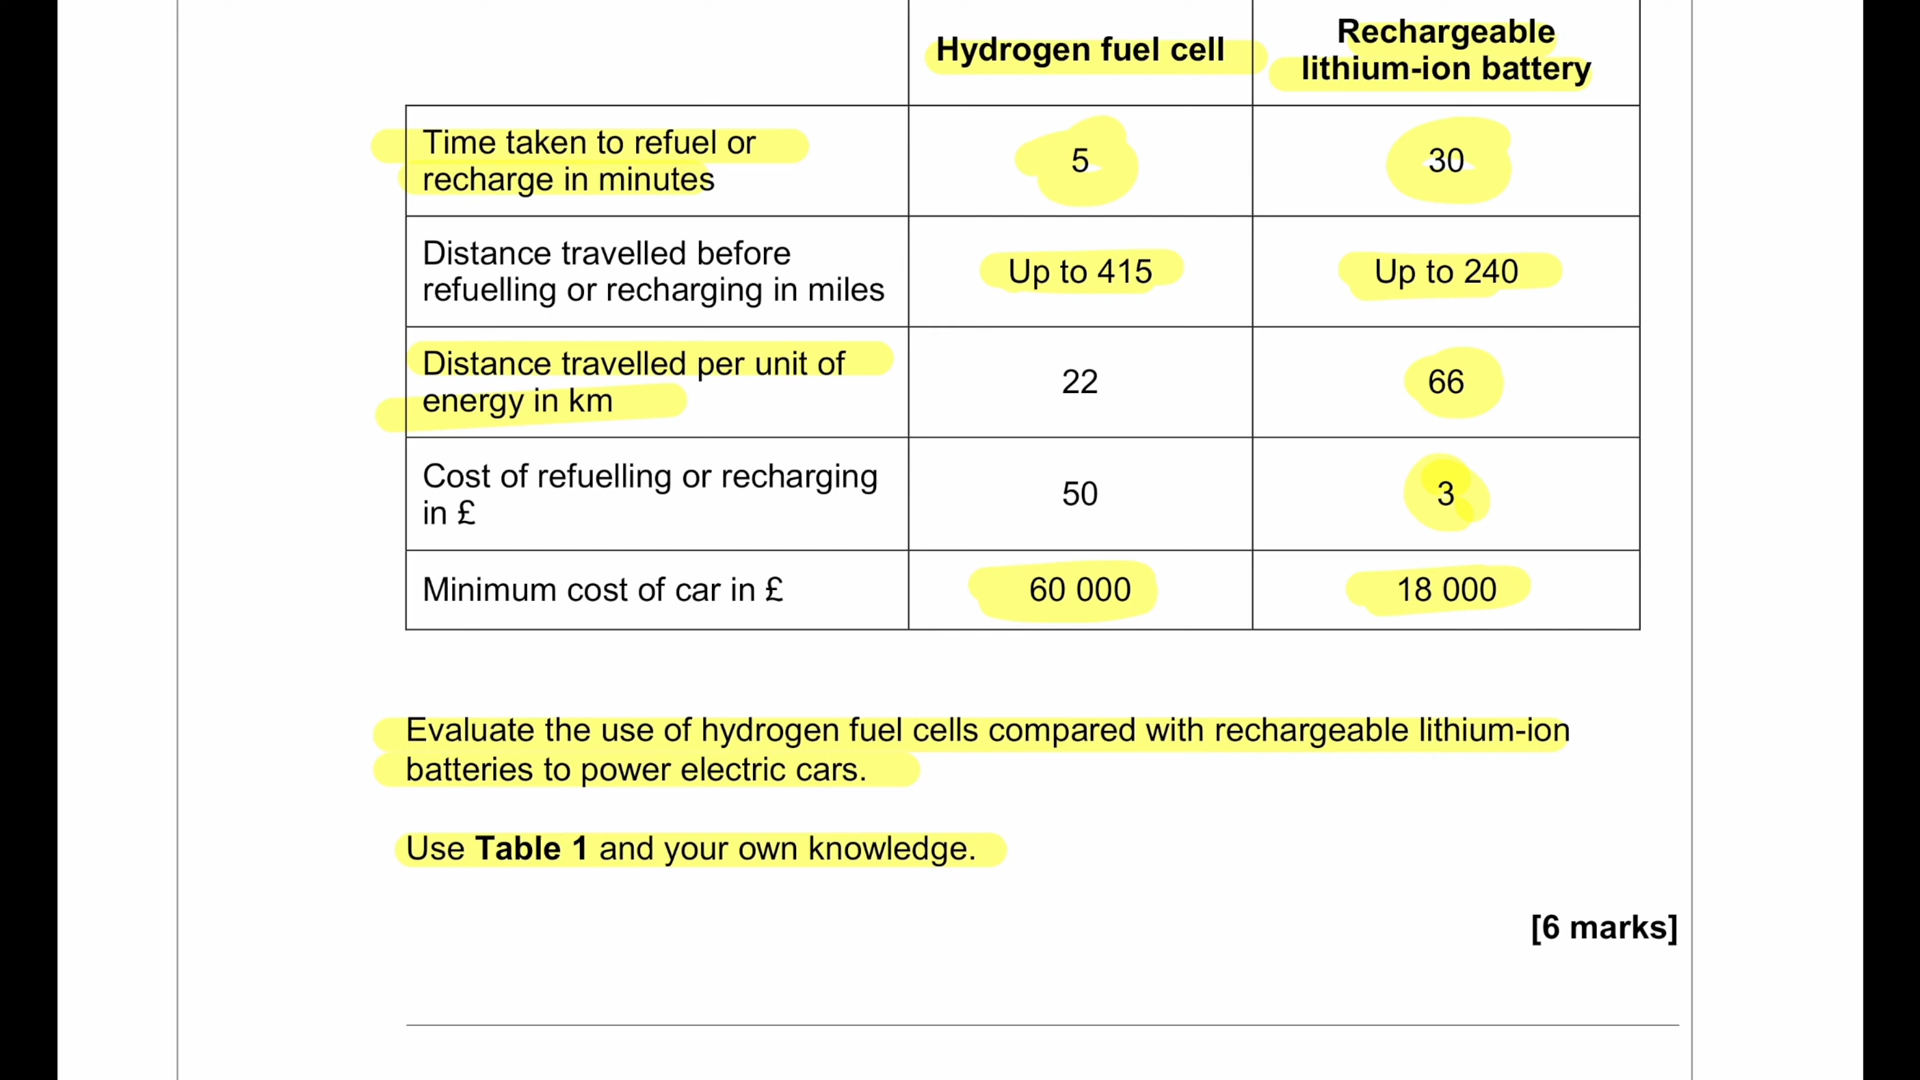 Hydrogen fuel cell
Rechargeable
lithium-ion battery
Time taken to refuel or
recharge in minutes
5
30
Distance travelled before
refuelling or recharging in miles
Up to 415
Up to 240
Distance travelled per unit of
energy in km
22
66
Cost of refuelling or recharging
in £
50
3
Minimum cost of car in £
60 000
18 000
Evaluate the use of hydrogen fuel cells compared with rechargeable lithium-ion
batteries to power electric cars.
Use Table 1 and your own knowledge.
[6 marks]